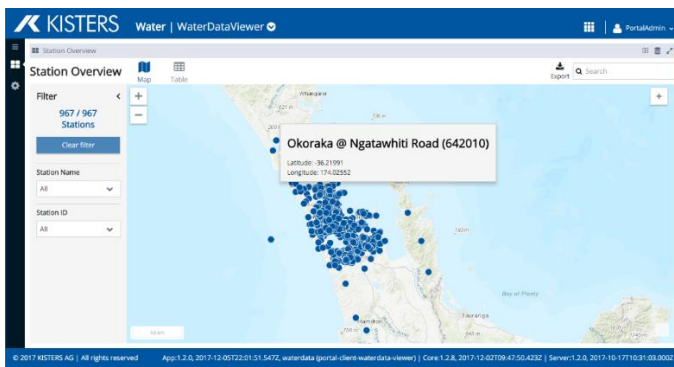 KISTERS Water | WaterDataViewer PortalAdmin
Station Overview
Station Overview Map Table Export Search
Filter
967 / 967
Stations
Clear filter
Station Name
All
Station ID
All
Okoraka @ Ngatawhiti Road (642010)
Latitude: -36.21991
Longitude: 174.02552
Bay of Plenty
Tauranga
Hamilton
© 2017 KISTERS AG | All rights reserved App:1.2.0, 2017-12-05T22:01:51.547Z, waterdata (portal-client-waterdata-viewer) | Core:1.2.8, 2017-12-02T09:47:50.423Z | Server:1.2.0, 2017-10-17T10:31:03.000Z